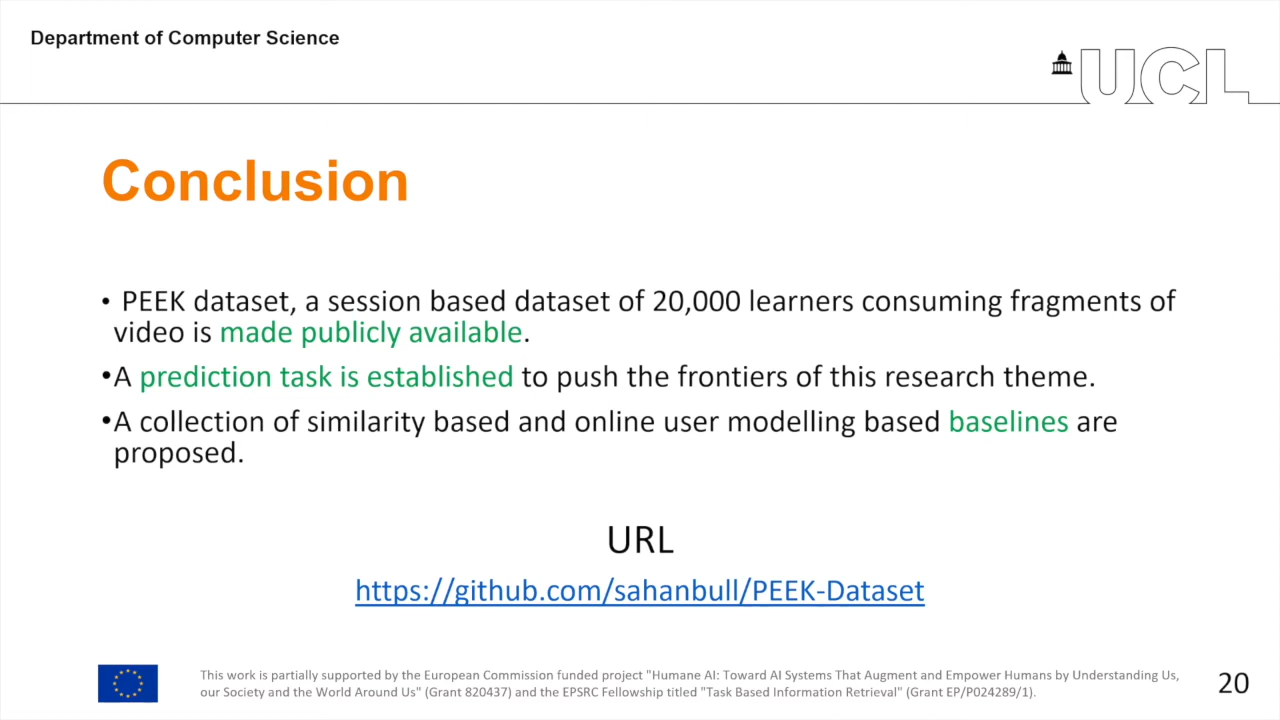 Department of Computer Science
UCL
Conclusion
• PEEK dataset, a session based dataset of 20,000 learners consuming fragments of
video is made publicly available.
•A prediction task is established to push the frontiers of this research theme.
•A collection of similarity based and online user modelling based baselines are
proposed.
URL
https://github.com/sahanbull/PEEK-Dataset
This work is partially supported by the European Commission funded project "Humane AI: Toward AI Systems That Augment and Empower Humans by Understanding Us,
our Society and the World Around Us" (Grant 820437) and the EPSRC Fellowship titled "Task Based Information Retrieval" (Grant EP/P024289/1).
20